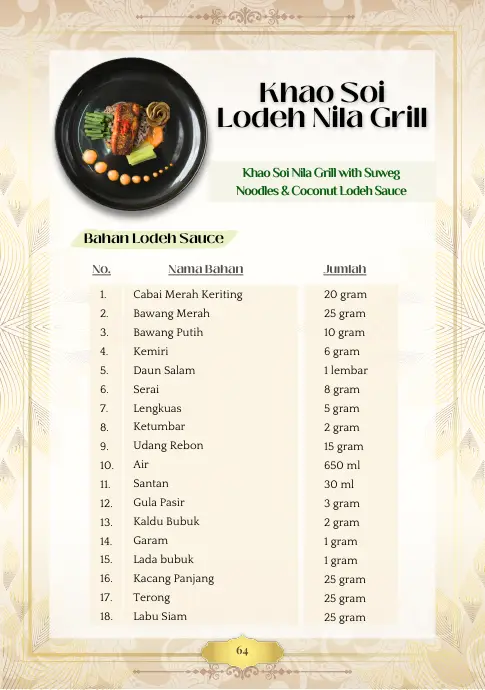 Khao Soi
Lodeh Nila Grill
Khao Soi Nila Grill with Suweg
Noodles & Coconut Lodeh Sauce
Bahan Lodeh Sauce
No. Nama Bahan Jumlah
1. Cabai Merah Keriting 20 gram
2. Bawang Merah 25 gram
3. Bawang Putih 10 gram
4. Kemiri 6 gram
5. Daun Salam 1 lembar
6. Serai 8 gram
7. Lengkuas 5 gram
8. Ketumbar 2 gram
9. Udang Rebon 15 gram
10. Air 650 ml
11. Santan 30 ml
12. Gula Pasir 3 gram
13. Kaldu Bubuk 2 gram
14. Garam 1 gram
15. Lada bubuk 1 gram
16. Kacang Panjang 25 gram
17. Terong 25 gram
18. Labu Siam 25 gram
64